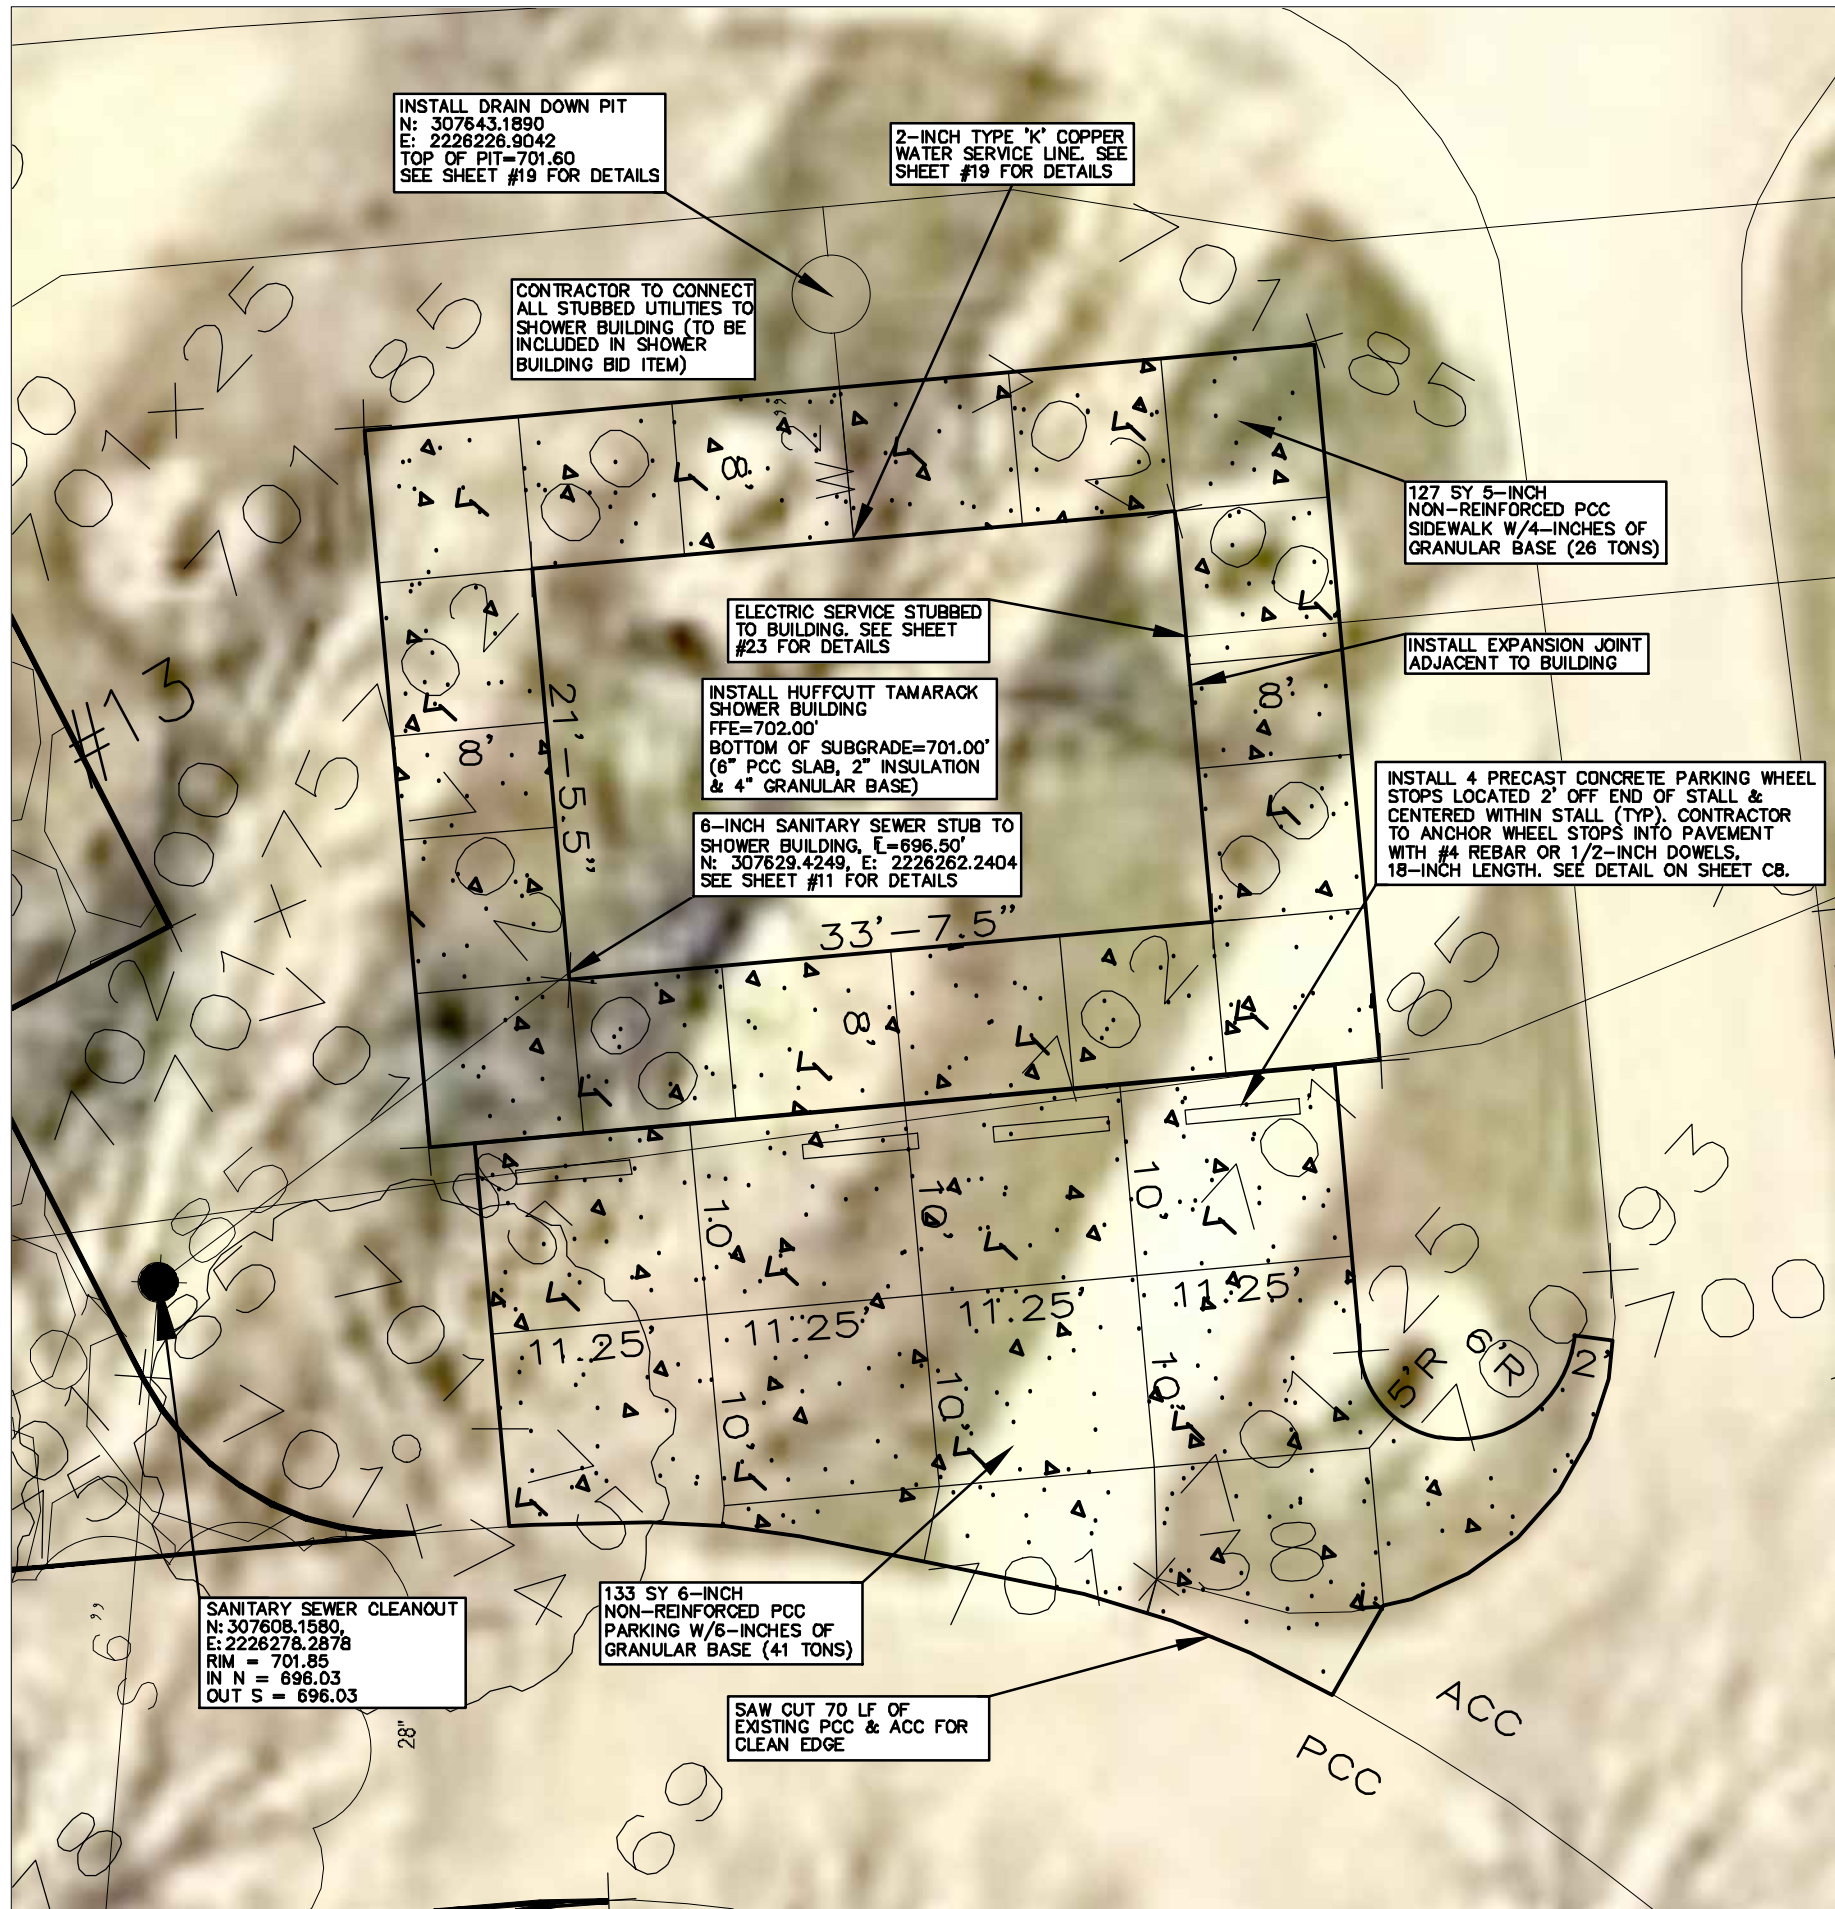 INSTALL DRAIN DOWN PIT
N: 307643.1890
E: 2226226.9042
TOP OF PIT=701.60
SEE SHEET #19 FOR DETAILS
2-INCH TYPE 'K' COPPER
WATER SERVICE LINE. SEE
SHEET #19 FOR DETAILS
CONTRACTOR TO CONNECT
ALL STUBBED UTILITIES TO
SHOWER BUILDING (TO BE
INCLUDED IN SHOWER
BUILDING BID ITEM)
127 SY 5-INCH
NON-REINFORCED PCC
SIDEWALK W/4-INCHES OF
GRANULAR BASE (26 TONS)
ELECTRIC SERVICE STUBBED
TO BUILDING. SEE SHEET
#23 FOR DETAILS
INSTALL EXPANSION JOINT
ADJACENT TO BUILDING
INSTALL HUFFCUTT TAMARACK
SHOWER BUILDING
FFE=702.00'
BOTTOM OF SUBGRADE=701.00'
(6" PCC SLAB, 2" INSULATION
& 4" GRANULAR BASE)
INSTALL 4 PRECAST CONCRETE PARKING WHEEL
STOPS LOCATED 2' OFF END OF STALL &
CENTERED WITHIN STALL (TYP). CONTRACTOR
TO ANCHOR WHEEL STOPS INTO PAVEMENT
WITH #4 REBAR OR 1/2-INCH DOWELS,
18-INCH LENGTH. SEE DETAIL ON SHEET C8.
6-INCH SANITARY SEWER STUB TO
SHOWER BUILDING, FL=696.50'
N: 307629.4249, E: 2226262.2404
SEE SHEET #11 FOR DETAILS
#13
8'
8'
8'
8'
21'-5.5"
33'-7.5"
10'
10'
10'
11.25'
11.25'
11.25'
11.25'
10'
10'
10'
5'R
6'R
2'
SANITARY SEWER CLEANOUT
N: 307608.1580,
E: 2226278.2878
RIM = 701.85
IN N = 696.03
OUT S = 696.03
133 SY 6-INCH
NON-REINFORCED PCC
PARKING W/6-INCHES OF
GRANULAR BASE (41 TONS)
SAW CUT 70 LF OF
EXISTING PCC & ACC FOR
CLEAN EDGE
ACC
PCC
28"